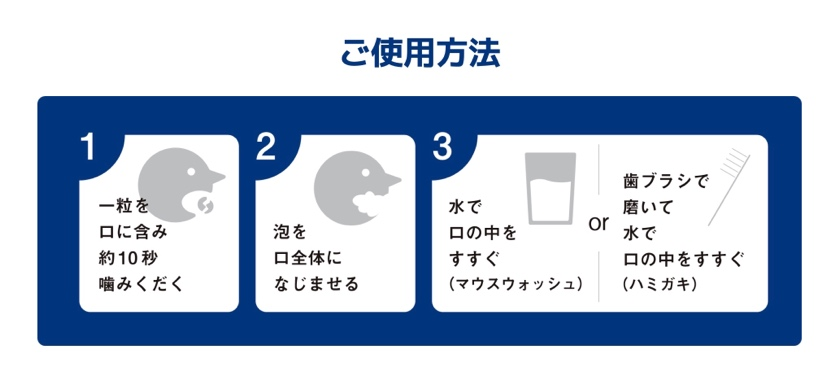 ご使用方法
1
一粒を
口に含み
約10秒
噛みくだく
2
泡を
口全体に
なじませる
3
水で
口の中を
すすぐ
(マウスウォッシュ)
or
歯ブラシで
磨いて
水で
口の中をすすぐ
(ハミガキ)